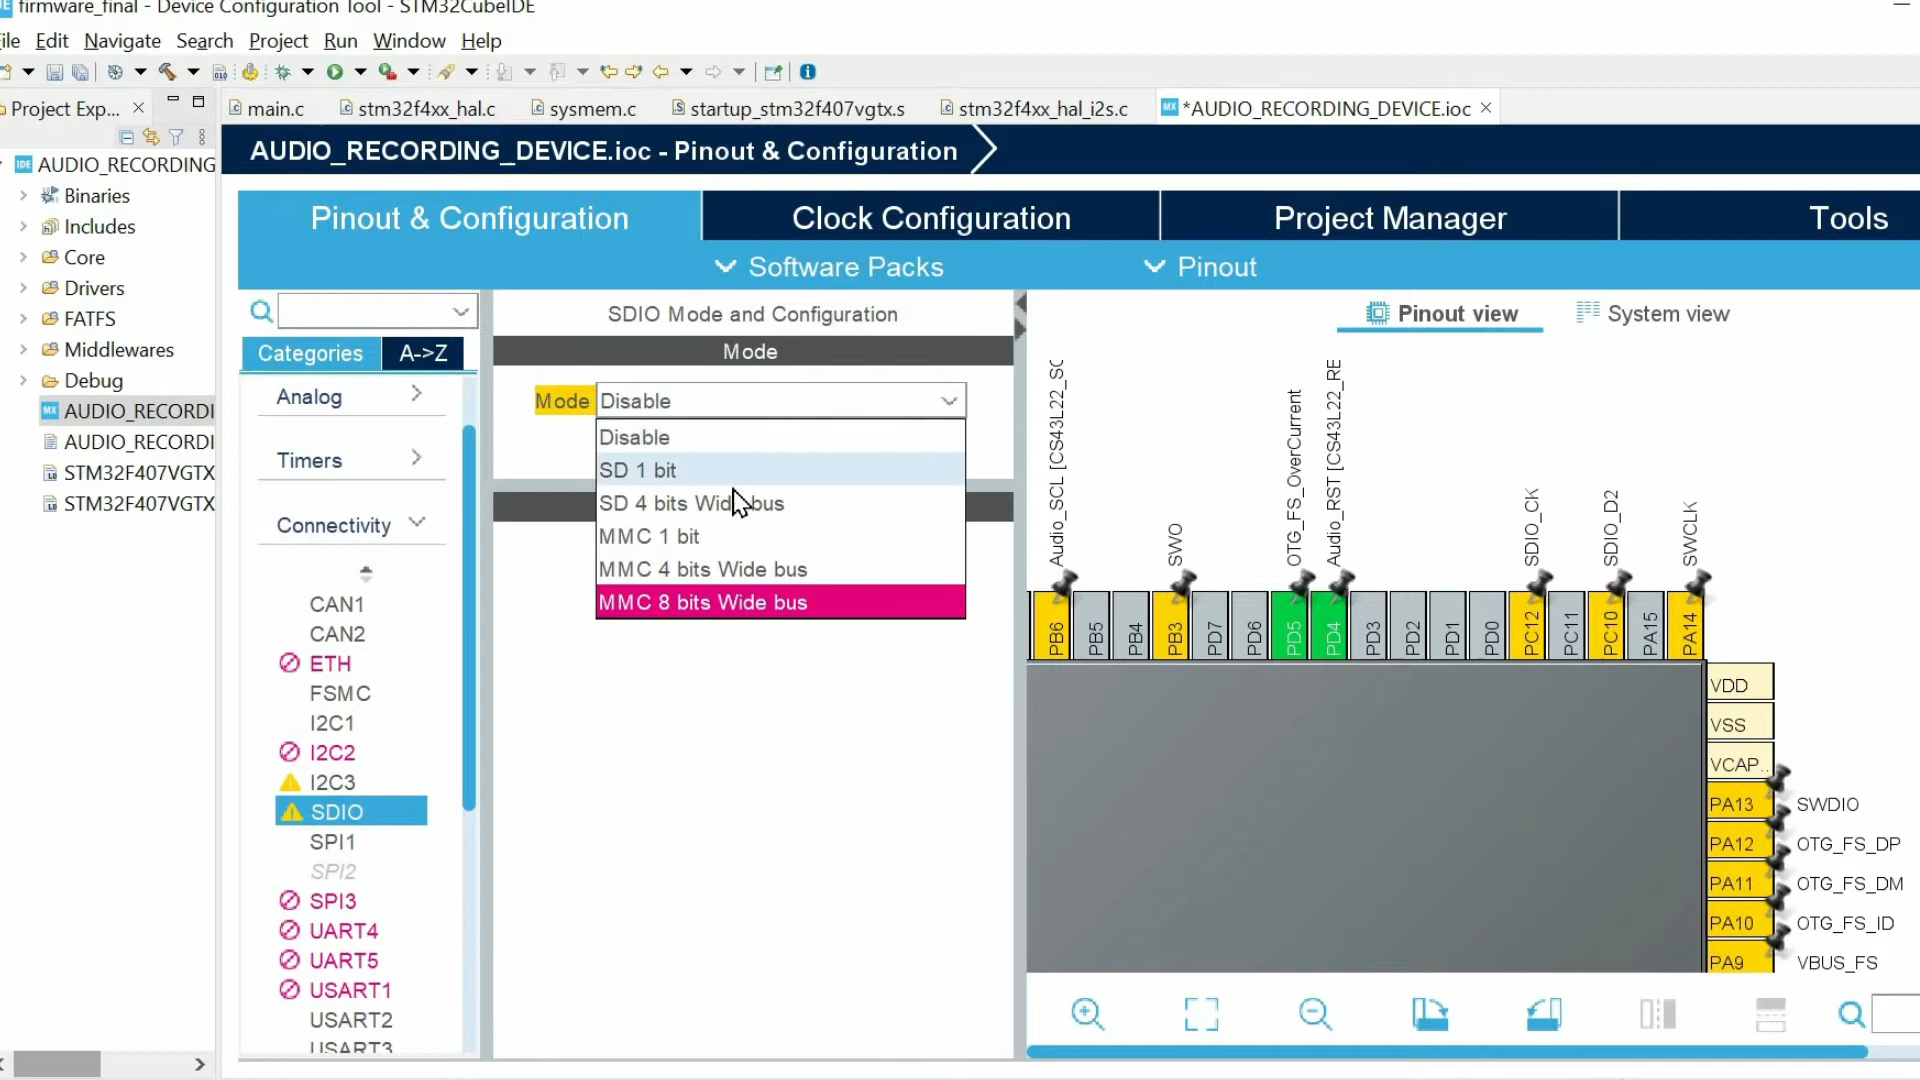 firmware_final - Device Configuration Tool - STM32CubeIDE
File Edit Navigate Search Project Run Window Help
Project Exp...
main.c stm32f4xx_hal.c sysmem.c startup_stm32f407vgtx.s stm32f4xx_hal_i2s.c *AUDIO_RECORDING_DEVICE.ioc
AUDIO_RECORDING_DEVICE.ioc - Pinout & Configuration
AUDIO_RECORDING
Binaries
Includes
Core
Drivers
FATFS
Middlewares
Debug
AUDIO_RECORDI
AUDIO_RECORDI
STM32F407VGTX
STM32F407VGTX
Pinout & Configuration Clock Configuration Project Manager Tools
Software Packs Pinout
Categories A->Z
Analog
Timers
Connectivity
CAN1
CAN2
ETH
FSMC
I2C1
I2C2
I2C3
SDIO
SPI1
SPI2
SPI3
UART4
UART5
USART1
USART2
USART3
SDIO Mode and Configuration
Mode
Mode Disable
Disable
SD 1 bit
SD 4 bits Wide bus
MMC 1 bit
MMC 4 bits Wide bus
MMC 8 bits Wide bus
Pinout view System view
Audio_SCL [CS43L22_SC
SWO
OTG_FS_OverCurrent
Audio_RST [CS43L22_RE
SDIO_CK
SDIO_D2
SWCLK
PB6 PB5 PB4 PB3 PD7 PD6 PD5 PD4 PD3 PD2 PD1 PD0 PC12 PC11 PC10 PA15 PA14
VDD
VSS
VCAP..
PA13 SWDIO
PA12 OTG_FS_DP
PA11 OTG_FS_DM
PA10 OTG_FS_ID
PA9 VBUS_FS